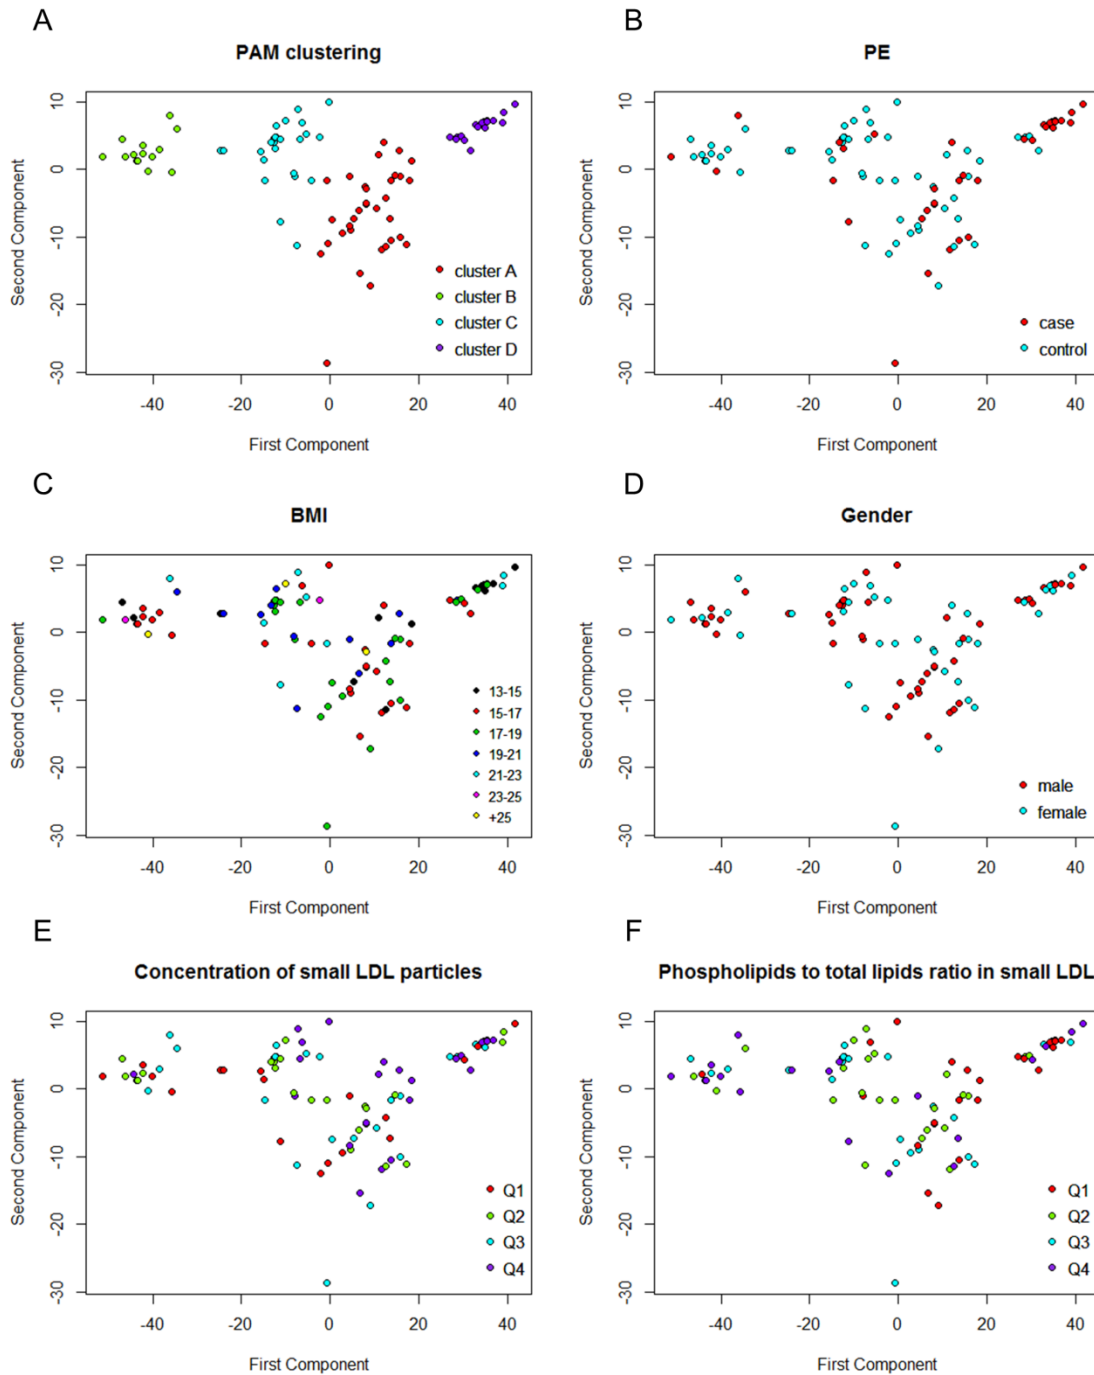 A
PAM clustering
10
0
-10
-20
-30
Second Component
-40
-20
0
20
40
First Component
cluster A
cluster B
cluster C
cluster D
B
PE
10
0
-10
-20
-30
Second Component
-40
-20
0
20
40
First Component
case
control
C
BMI
10
0
-10
-20
-30
Second Component
-40
-20
0
20
40
First Component
13-15
15-17
17-19
19-21
21-23
23-25
+25
D
Gender
10
0
-10
-20
-30
Second Component
-40
-20
0
20
40
First Component
male
female
E
Concentration of small LDL particles
10
0
-10
-20
-30
Second Component
-40
-20
0
20
40
First Component
Q1
Q2
Q3
Q4
F
Phospholipids to total lipids ratio in small LDL
10
0
-10
-20
-30
Second Component
-40
-20
0
20
40
First Component
Q1
Q2
Q3
Q4